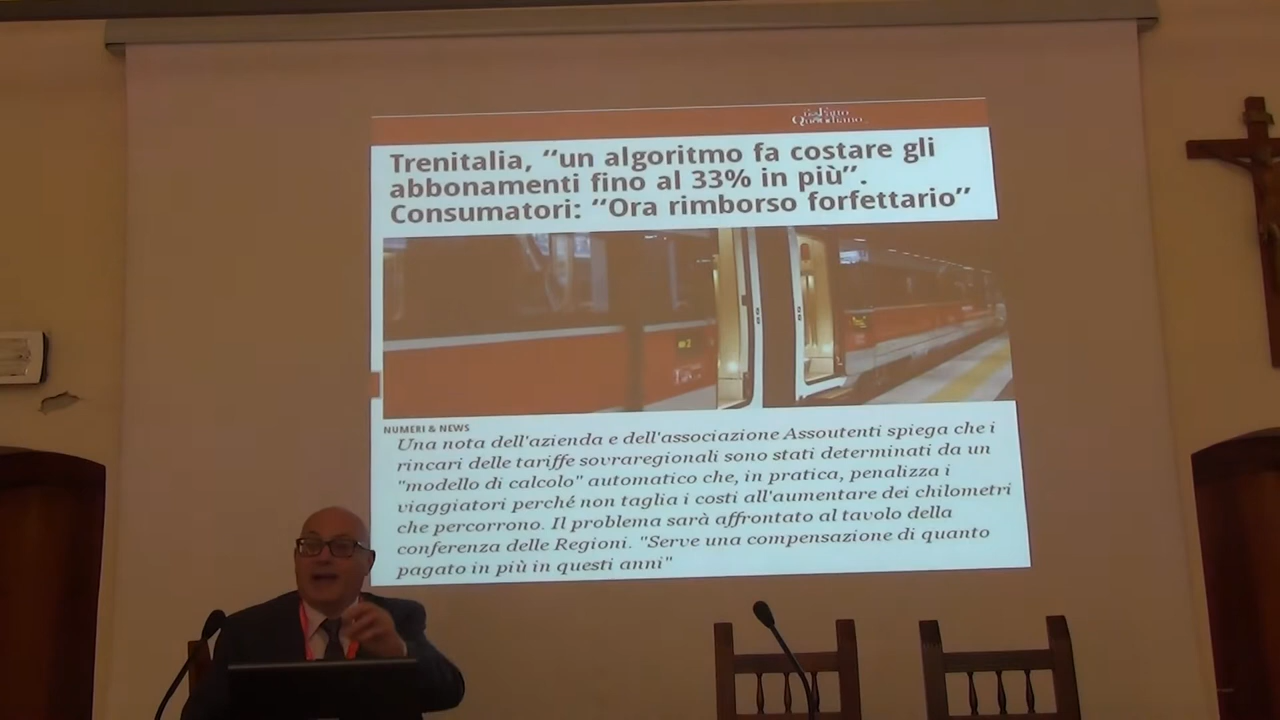 il Fatto
Quotidiano
Trenitalia, “un algoritmo fa costare gli
abbonamenti fino al 33% in più”.
Consumatori: “Ora rimborso forfettario”
NUMERI & NEWS
Una nota dell'azienda e dell'associazione Assoutenti spiega che i
rincari delle tariffe sovraregionali sono stati determinati da un
"modello di calcolo" automatico che, in pratica, penalizza i
viaggiatori perché non taglia i costi all'aumentare dei chilometri
che percorrono. Il problema sarà affrontato al tavolo della
conferenza delle Regioni. "Serve una compensazione di quanto
pagato in più in questi anni"